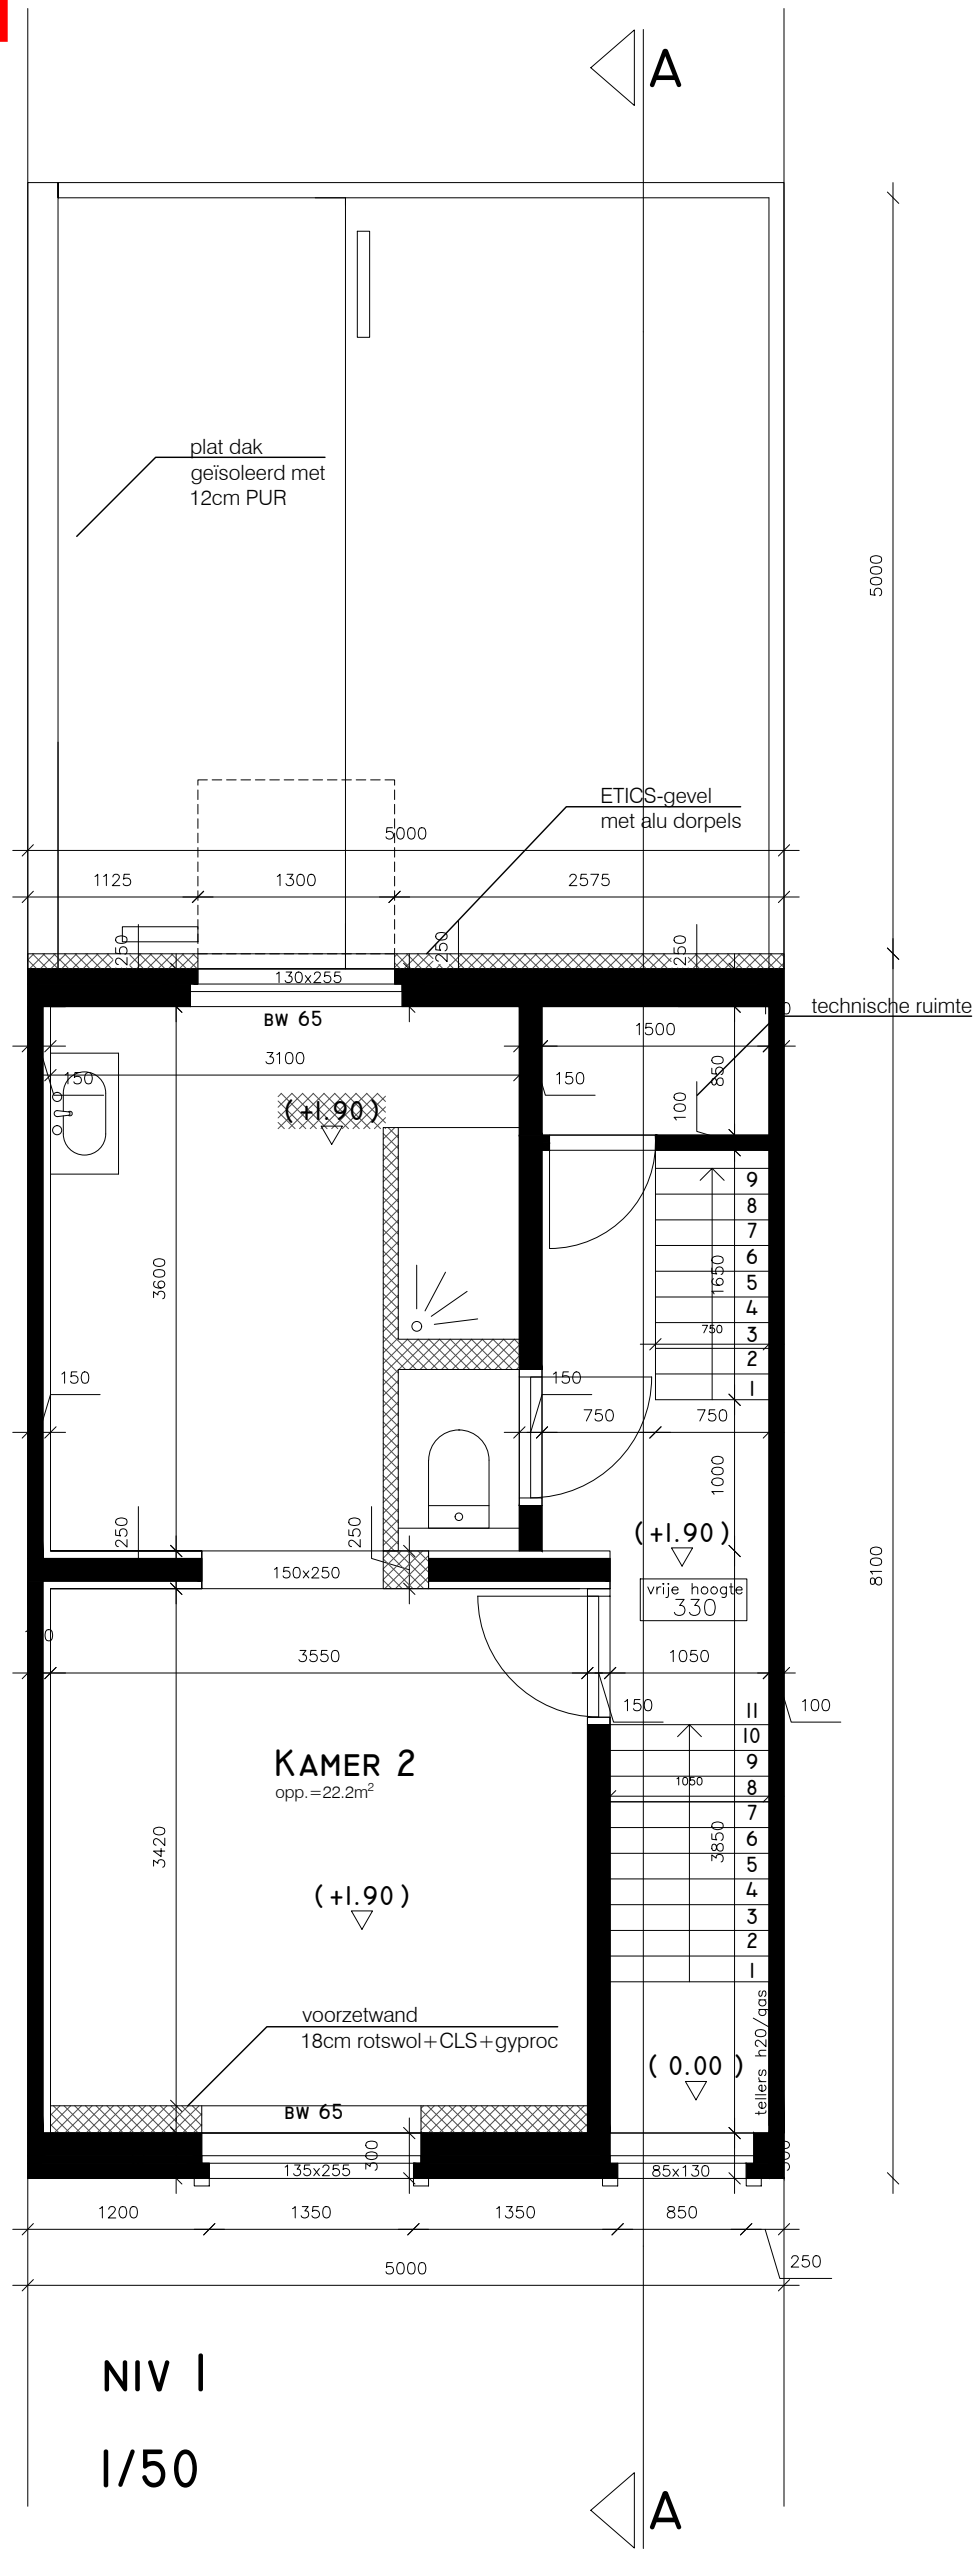 A
plat dak
geïsoleerd met
12cm PUR
5000
ETICS-gevel
met alu dorpels
5000
1125
1300
2575
250
250
250
130x255
BW 65
technische ruimte
1500
3100
150
150
850
100
(+1.90)
9
8
7
6
5
4
3
2
1
1650
750
3600
150
150
750
750
1000
250
250
(+1.90)
150x250
vrije hoogte
330
8100
3550
1050
150
100
11
10
9
8
7
6
5
4
3
2
1
1050
3850
KAMER 2
opp.=22.2m²
3420
(+1.90)
voorzetwand
18cm rotswol+CLS+gyproc
tellers h20/gas
( 0.00 )
BW 65
300
135x255
85x130
1200
1350
1350
850
250
5000
NIV 1
1/50
A